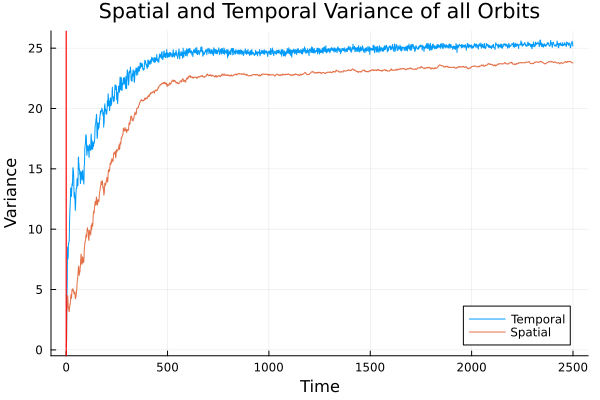 Spatial and Temporal Variance of all Orbits
25
20
15
10
5
0
Variance
0 500 1000 1500 2000 2500
Time
Temporal
Spatial